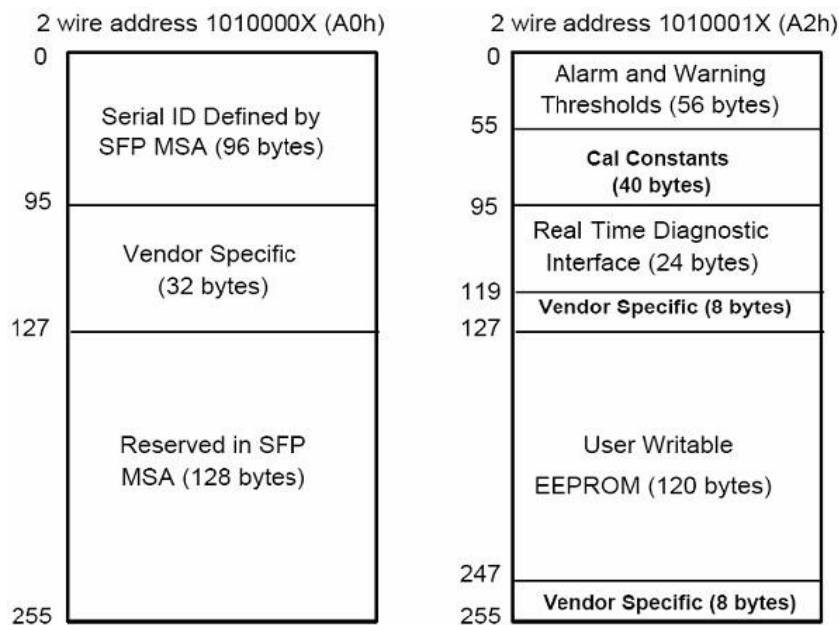 2 wire address 1010000X (A0h)
0
Serial ID Defined by
SFP MSA (96 bytes)
95
Vendor Specific
(32 bytes)
127
Reserved in SFP
MSA (128 bytes)
255
2 wire address 1010001X (A2h)
0
Alarm and Warning
Thresholds (56 bytes)
55
Cal Constants
(40 bytes)
95
Real Time Diagnostic
Interface (24 bytes)
119
Vendor Specific (8 bytes)
127
User Writable
EEPROM (120 bytes)
247
Vendor Specific (8 bytes)
255